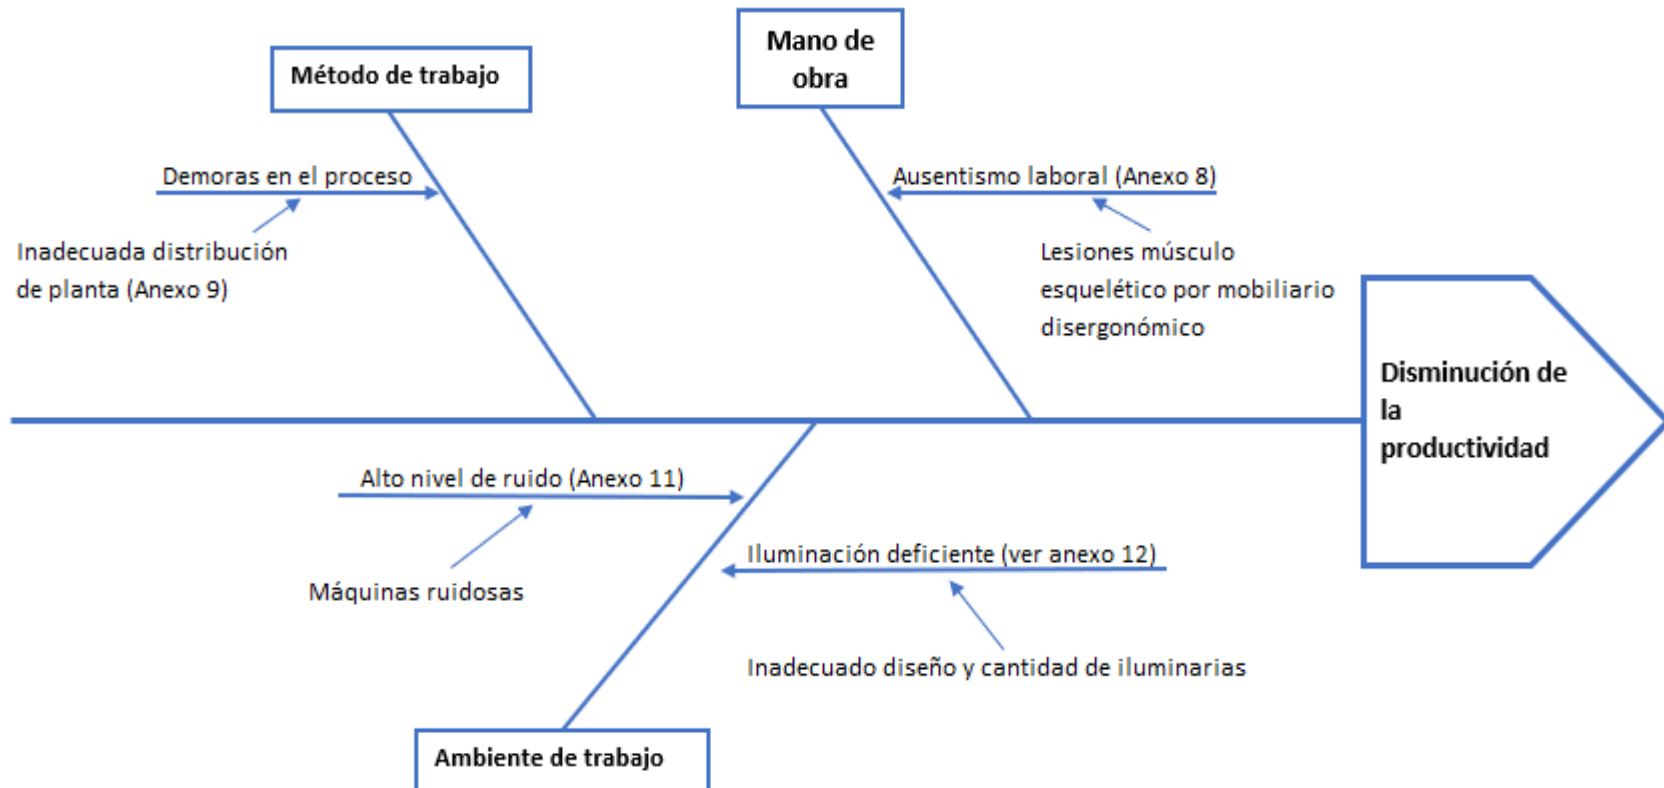 Método de trabajo
Mano de
obra
Demoras en el proceso
Inadecuada distribución
de planta (Anexo 9)
Ausentismo laboral (Anexo 8)
Lesiones músculo
esquelético por mobiliario
disergonómico
Disminución de
la
productividad
Alto nivel de ruido (Anexo 11)
Máquinas ruidosas
Iluminación deficiente (ver anexo 12)
Inadecuado diseño y cantidad de iluminarias
Ambiente de trabajo